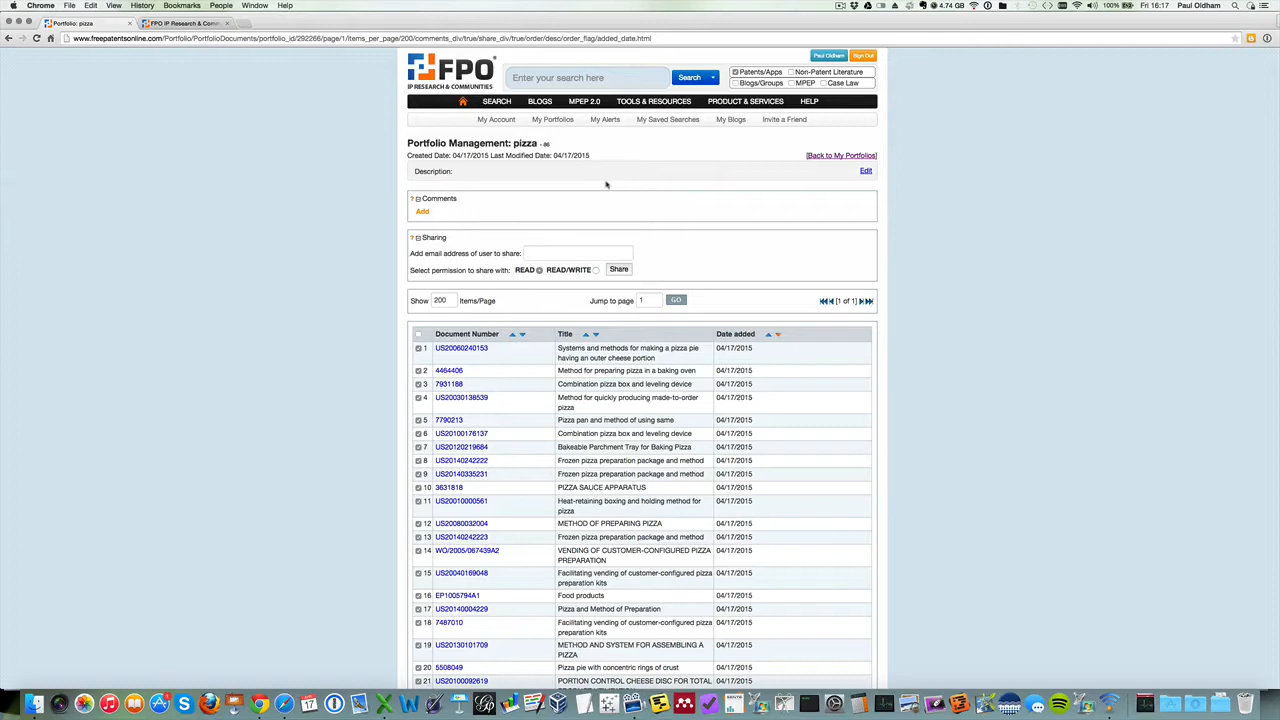 Chrome File Edit View History Bookmarks People Window Help 4.74 GB 100% Fri 16:17 Paul Oldham
Portfolio: pizza FPO IP Research & Comm
www.freepatentsonline.com/Portfolio/PortfolioDocuments/portfolio_id/292266/page/1/items_per_page/200/comments_div/true/share_div/true/order/desc/order_flag/added_date.html
Paul Oldham Sign Out
FPO
IP RESEARCH & COMMUNITIES
Enter your search Search
Patents/Apps Non-Patent Literature
Blogs/Groups MPEP Case Law
SEARCH BLOGS MPEP 2.0 TOOLS & RESOURCES PRODUCT & SERVICES HELP
My Account My Portfolios My Alerts My Saved Searches My Blogs Invite a Friend
Portfolio Management: pizza - 86
Created Date: 04/17/2015 Last Modified Date: 04/17/2015 [Back to My Portfolios]
Description: Edit
? Comments
Add
? Sharing
Add email address of user to share:
Select permission to share with: READ READ/WRITE Share
Show 200 Items/Page Jump to page 1 GO [1 of 1]
Document Number Title Date added
1 US20060240153 Systems and methods for making a pizza pie 04/17/2015
having an outer cheese portion
2 4464406 Method for preparing pizza in a baking oven 04/17/2015
3 7931188 Combination pizza box and leveling device 04/17/2015
4 US20030138539 Method for quickly producing made-to-order 04/17/2015
pizza
5 7790213 Pizza pan and method of using same 04/17/2015
6 US20100176137 Combination pizza box and leveling device 04/17/2015
7 US20120219684 Bakeable Parchment Tray for Baking Pizza 04/17/2015
8 US20140242222 Frozen pizza preparation package and method 04/17/2015
9 US20140335231 Frozen pizza preparation package and method 04/17/2015
10 3631818 PIZZA SAUCE APPARATUS 04/17/2015
11 US20010000561 Heat-retaining boxing and holding method for 04/17/2015
pizza
12 US20080032004 METHOD OF PREPARING PIZZA 04/17/2015
13 US20140242223 Frozen pizza preparation package and method 04/17/2015
14 WO/2005/067439A2 VENDING OF CUSTOMER-CONFIGURED PIZZA 04/17/2015
PREPARATION
15 US20040169048 Facilitating vending of customer-configured pizza 04/17/2015
preparation kits
16 EP1005794A1 Food products 04/17/2015
17 US20140004229 Pizza and Method of Preparation 04/17/2015
18 7487010 Facilitating vending of customer-configured pizza 04/17/2015
preparation kits
19 US20130101709 METHOD AND SYSTEM FOR ASSEMBLING A 04/17/2015
PIZZA
20 5508049 Pizza pie with concentric rings of crust 04/17/2015
21 US20100092619 PORTION CONTROL CHEESE DISC FOR TOTAL 04/17/2015